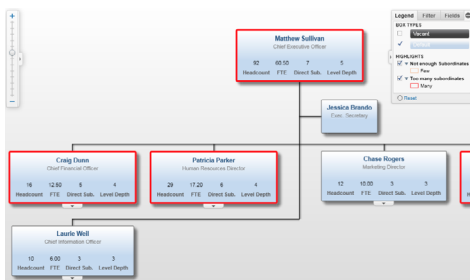 Legend Filter Fields
BOX TYPES
Vacant
HIGHLIGHTS
Not enough Subordinates
Few
Too many subordinates
Many
Reset
Matthew Sullivan
Chief Executive Officer
92 60.50 7 5
Headcount FTE Direct Sub. Level Depth
Jessica Brando
Exec. Secretary
Craig Dunn
Chief Financial Officer
16 12.50 6 4
Headcount FTE Direct Sub. Level Depth
Patricia Parker
Human Resources Director
29 17.20 6 4
Headcount FTE Direct Sub. Level Depth
Chase Rogers
Marketing Director
12 10.00 3 3
Headcount FTE Direct Sub. Level Depth
Laurie Weil
Chief Information Officer
10 6.00 3 3
Headcount FTE Direct Sub. Level Depth